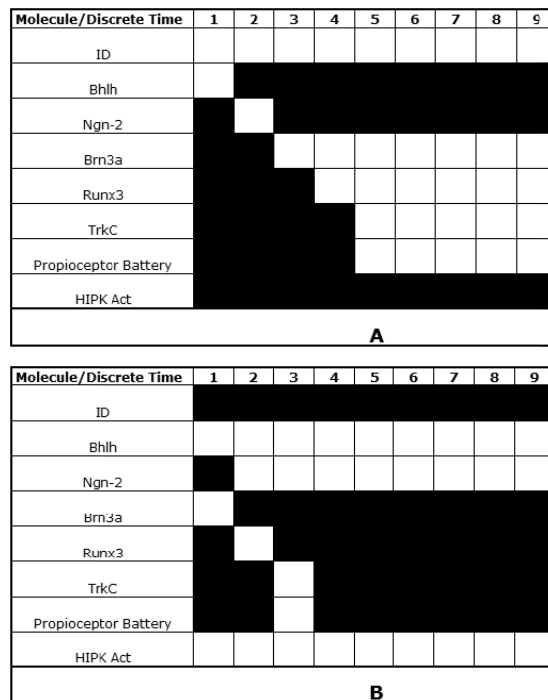 Molecule/Discrete Time 1 2 3 4 5 6 7 8 9
ID
Bhlh
Ngn-2
Brn3a
Runx3
TrkC
Propioceptor Battery
HIPK Act
A
Molecule/Discrete Time 1 2 3 4 5 6 7 8 9
ID
Bhlh
Ngn-2
Brn3a
Runx3
TrkC
Propioceptor Battery
HIPK Act
B